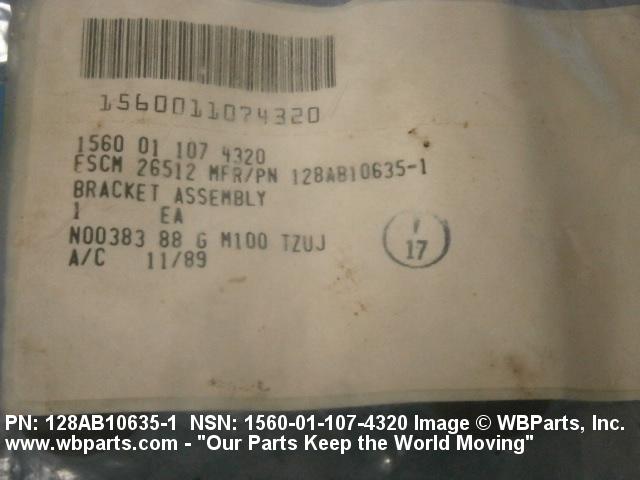 1560011074320
1560 01 107 4320
FSCM 26512 MFR/PN 128AB10635-1
BRACKET ASSEMBLY
1 EA
N00383 88 G M100 TZUJ
A/C 11/89
17
PN: 128AB10635-1 NSN: 1560-01-107-4320 Image © WBParts, Inc.
www.wbparts.com - "Our Parts Keep the World Moving"